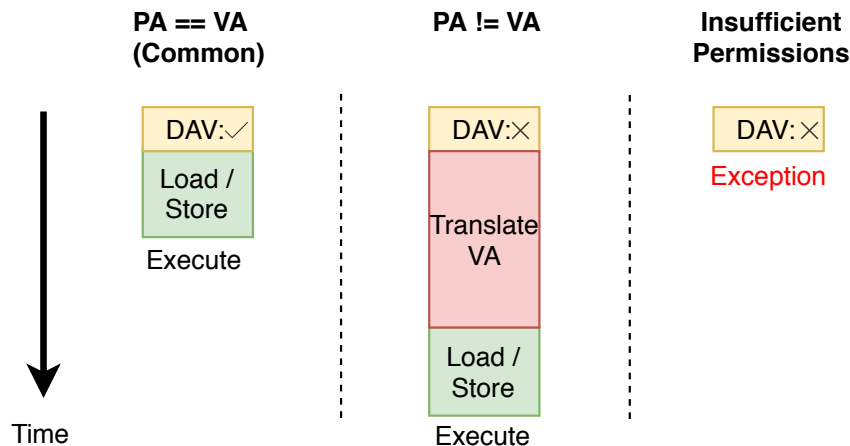 PA == VA
(Common)
PA != VA
Insufficient
Permissions
DAV:✓
Load /
Store
Execute
DAV:×
Translate
VA
Load /
Store
Execute
DAV:×
Exception
Time